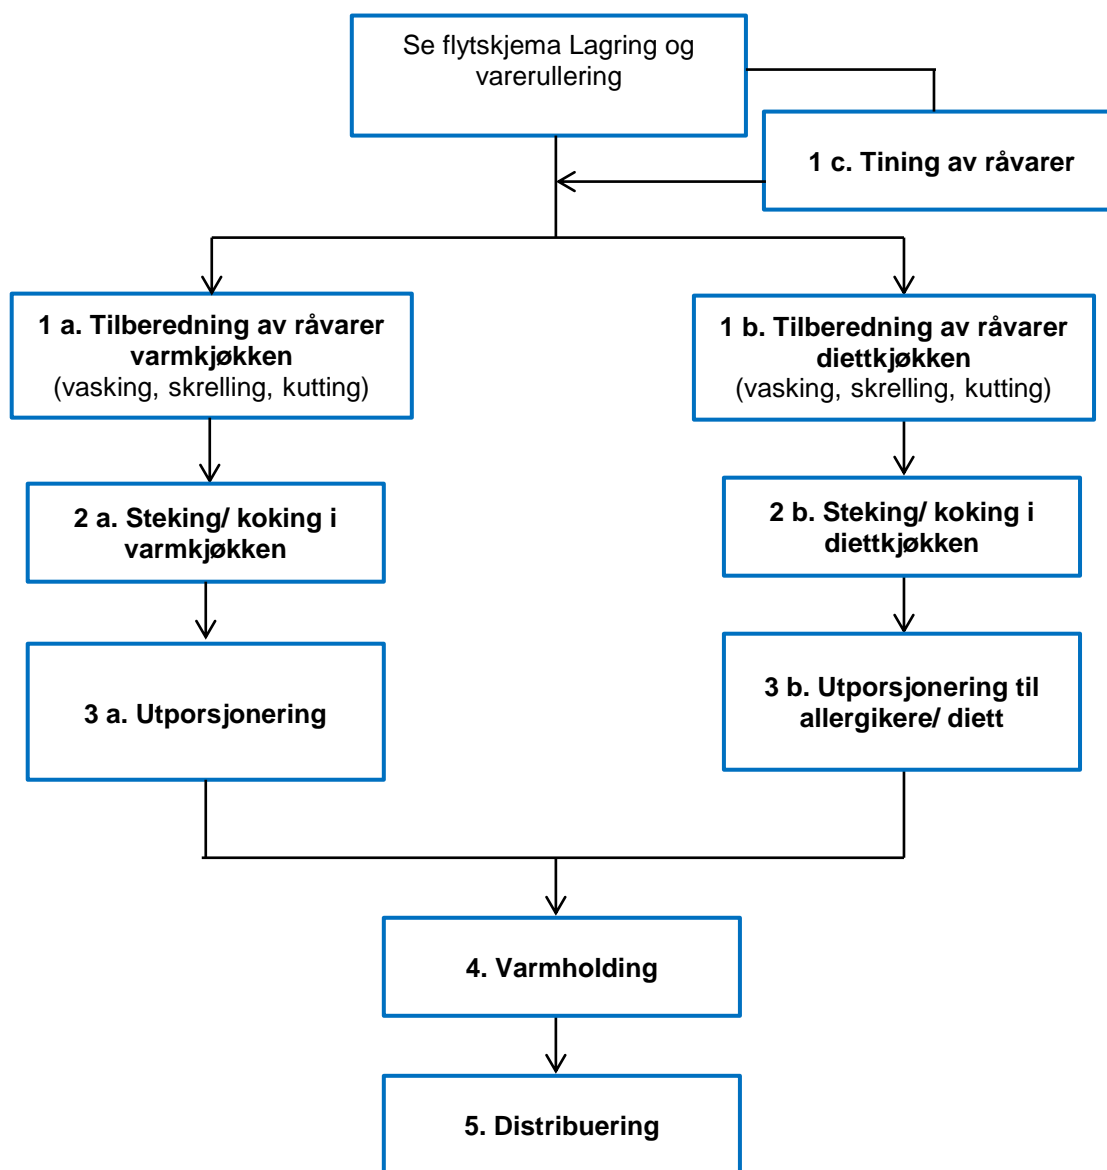 Se flytskjema Lagring og
varerullering
1 c. Tining av råvarer
1 a. Tilberedning av råvarer
varmkjøkken
(vasking, skrelling, kutting)
1 b. Tilberedning av råvarer
diettkjøkken
(vasking, skrelling, kutting)
2 a. Steking/ koking i
varmkjøkken
2 b. Steking/ koking i
diettkjøkken
3 a. Utporsjonering
3 b. Utporsjonering til
allergikere/ diett
4. Varmholding
5. Distribuering